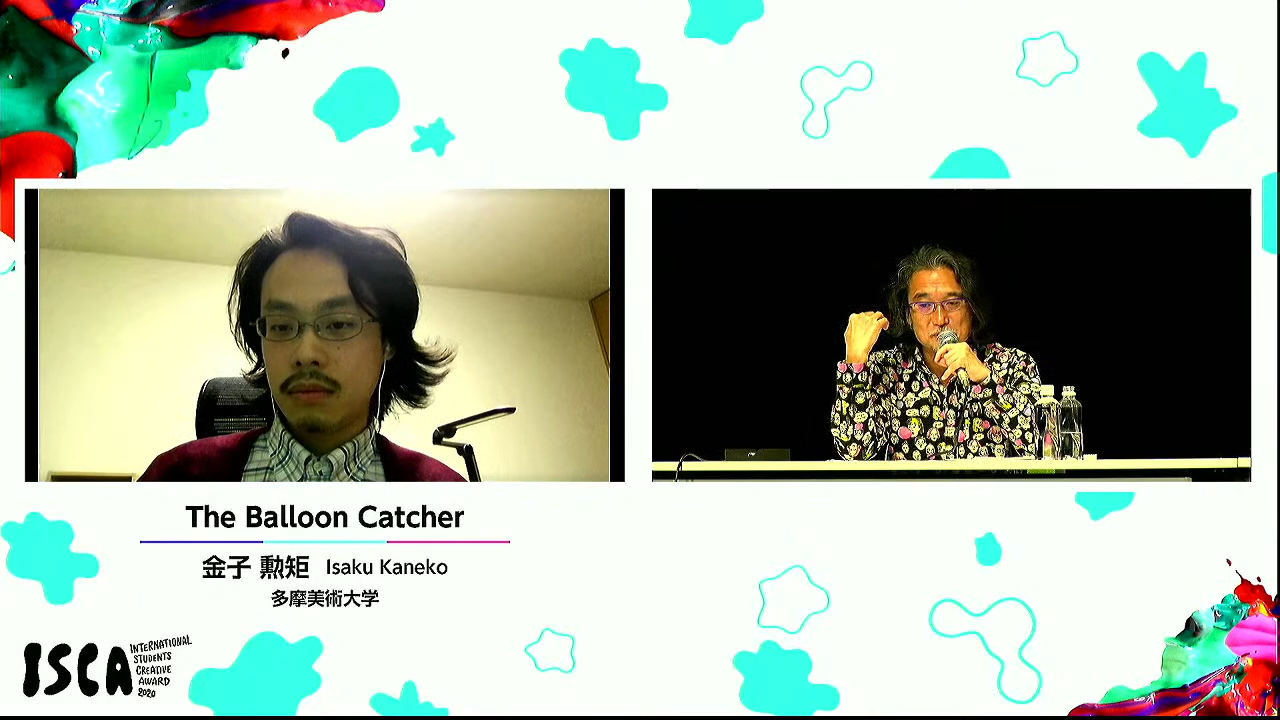 The Balloon Catcher
金子 勲矩 Isaku Kaneko
多摩美術大学
ISCA
INTERNATIONAL
STUDENTS
CREATIVE
AWARD
2020